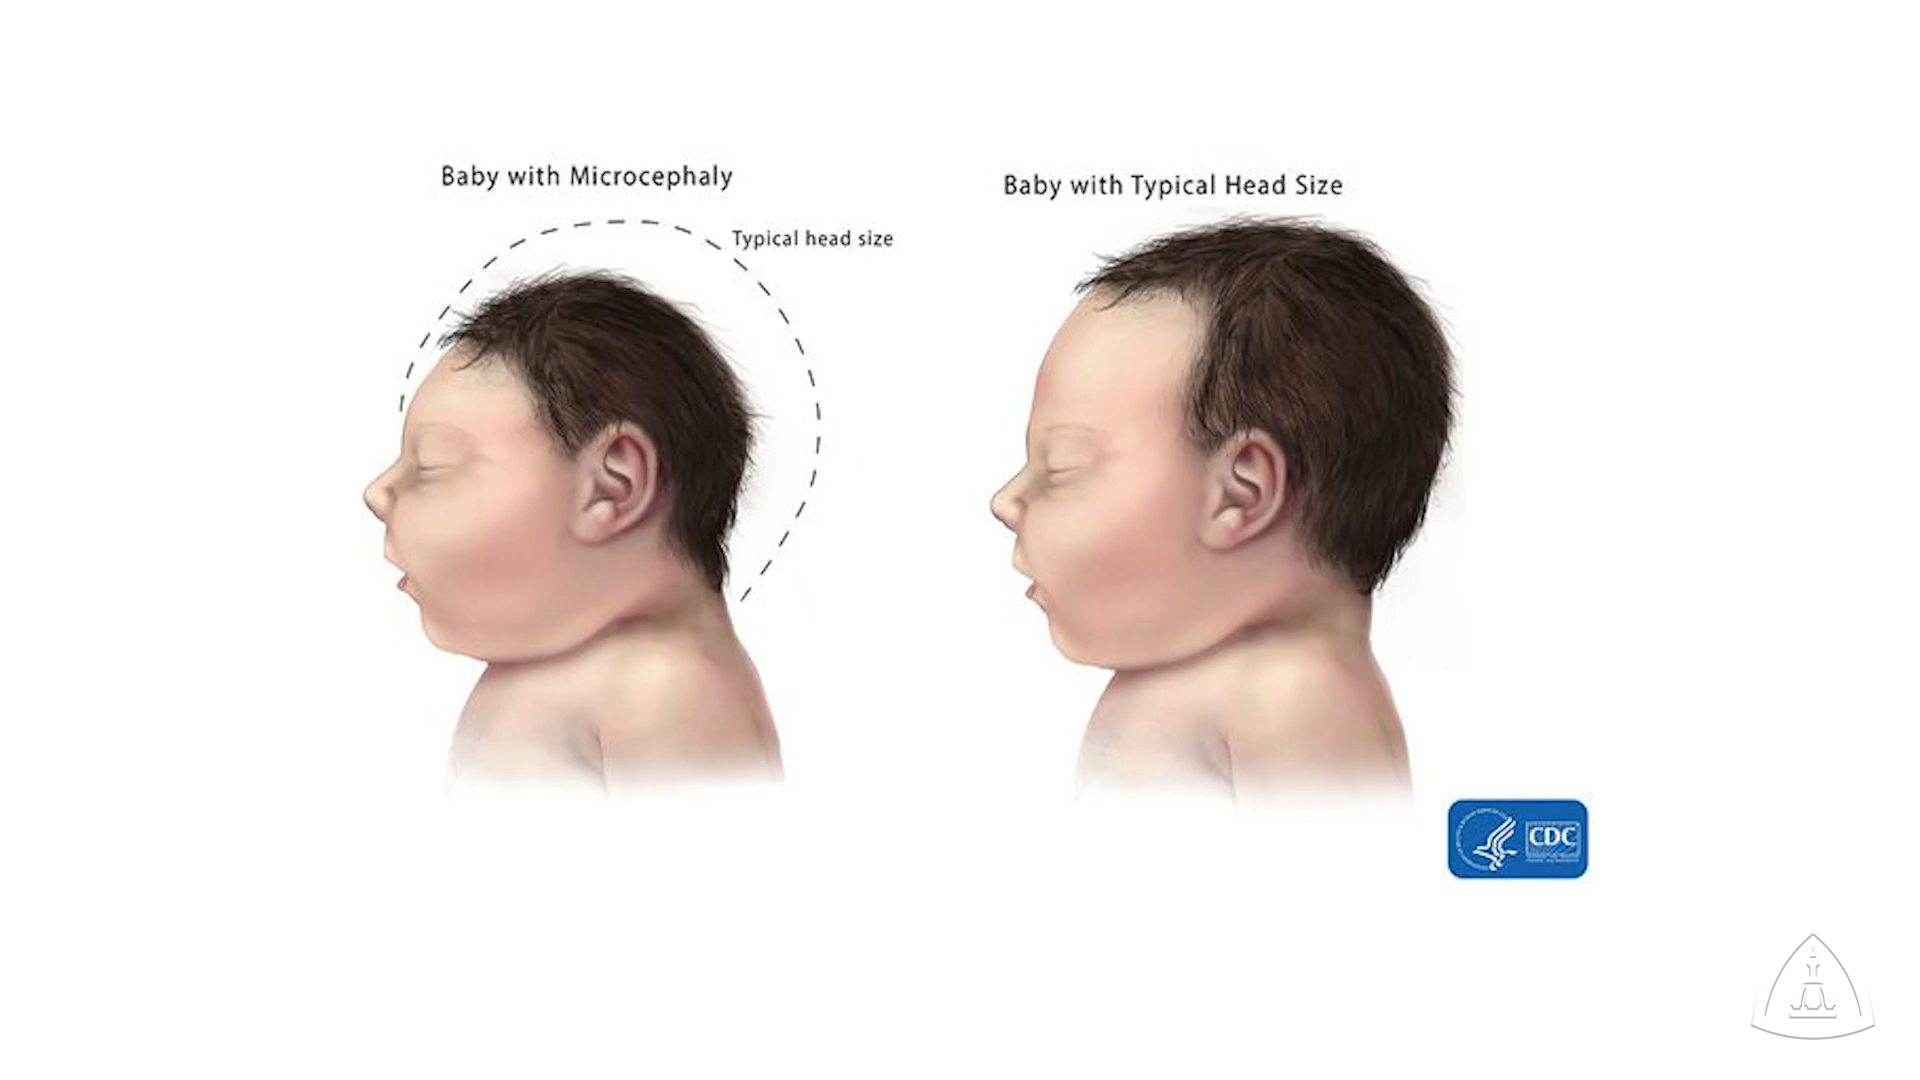 Baby with Microcephaly
Baby with Typical Head Size
Typical head size
CDC